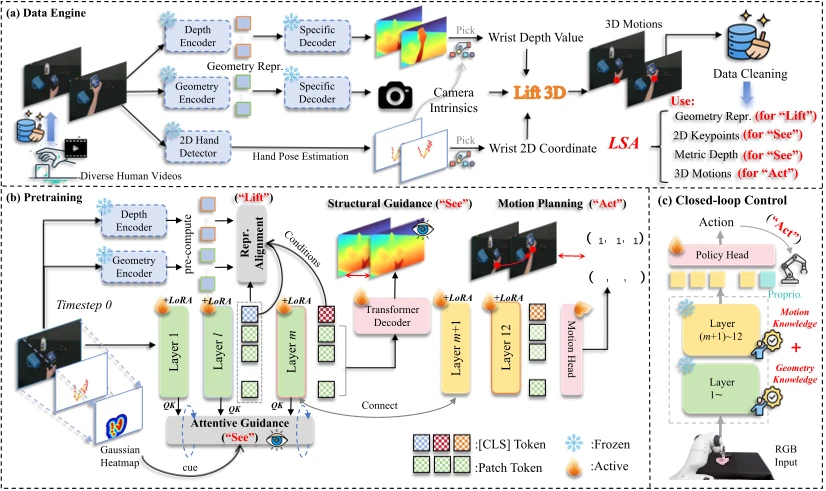 (a) Data Engine
Depth
Encoder
Specific
Decoder
Pick
Wrist Depth Value
3D Motions
Data Cleaning
Geometry Repr.
Geometry
Encoder
Specific
Decoder
Camera
Intrinsics
Lift 3D
Use:
Geometry Repr. (for “Lift”)
2D Keypoints (for “See”)
Metric Depth (for “See”)
3D Motions (for “Act”)
LSA
2D Hand
Detector
Hand Pose Estimation
Pick
Wrist 2D Coordinate
Diverse Human Videos
(b) Pretraining
(“Lift”)
Structural Guidance (“See”)
Motion Planning (“Act”)
Depth
Encoder
Geometry
Encoder
pre-compute
Repr.
Alignment
Conditions
( 1, 1, 1)
( , , )
Timestep 0
+LoRA
+LoRA
+LoRA
+LoRA
+LoRA
Layer 1
Layer l
Layer m
Transformer
Decoder
Layer m+1
Layer 12
Motion Head
QK
QK
QK
Connect
Attentive Guidance
(“See”)
Gaussian
Heatmap
cue
:[CLS] Token
:Frozen
:Patch Token
:Active
(c) Closed-loop Control
Action
(“Act”)
Policy Head
Proprio.
Layer
(m+1)~12
Motion
Knowledge
+
Layer
1~
Geometry
Knowledge
RGB
Input